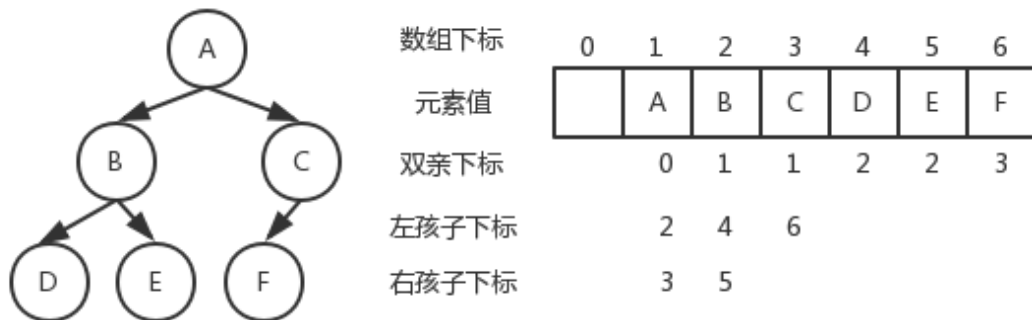 A
B
C
D
E
F
数组下标 0 1 2 3 4 5 6
元素值 A B C D E F
双亲下标 0 1 1 2 2 3
左孩子下标 2 4 6
右孩子下标 3 5